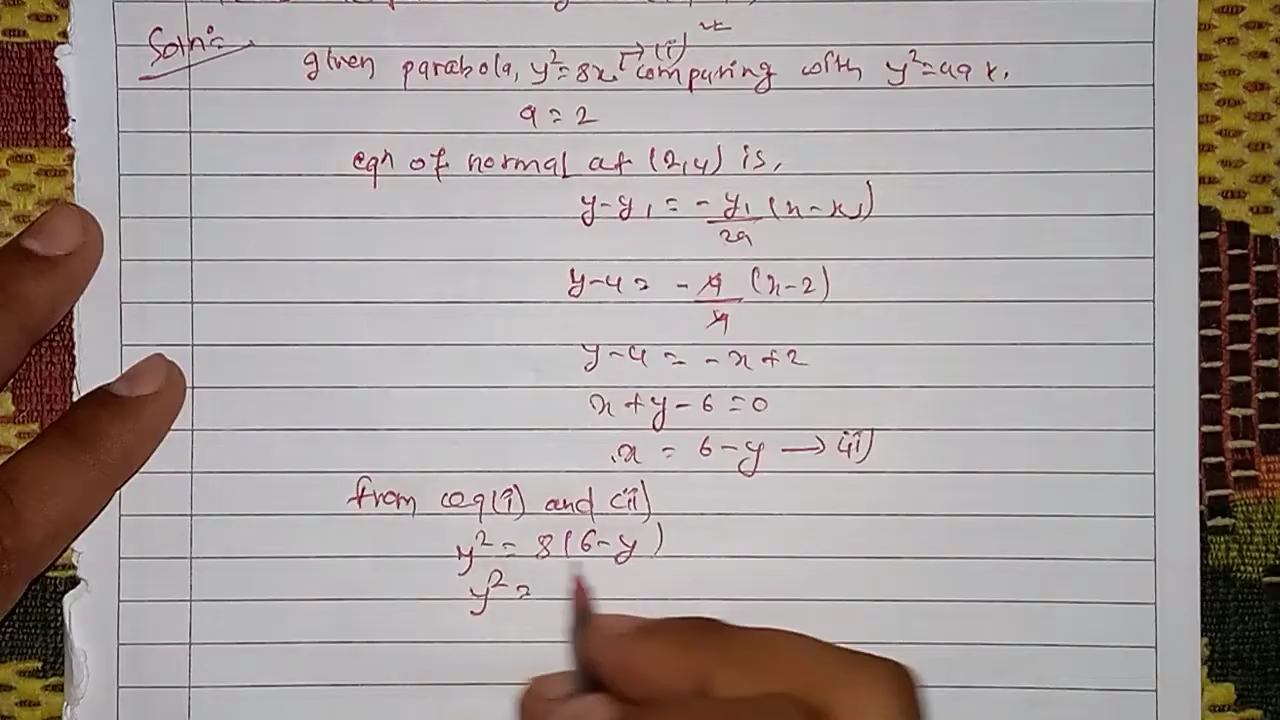 Soln:-
given parabola, y²=8x → (i) comparing with y²=4ax.
a = 2
eqn of normal at (2,4) is,
y-y₁ = -y₁/2a (x-x₁)
y-4 = -4/4 (x-2)
y-4 = -x+2
x+y-6=0
x = 6-y → (ii)
from eq(i) and (ii)
y² = 8(6-y)
y² =